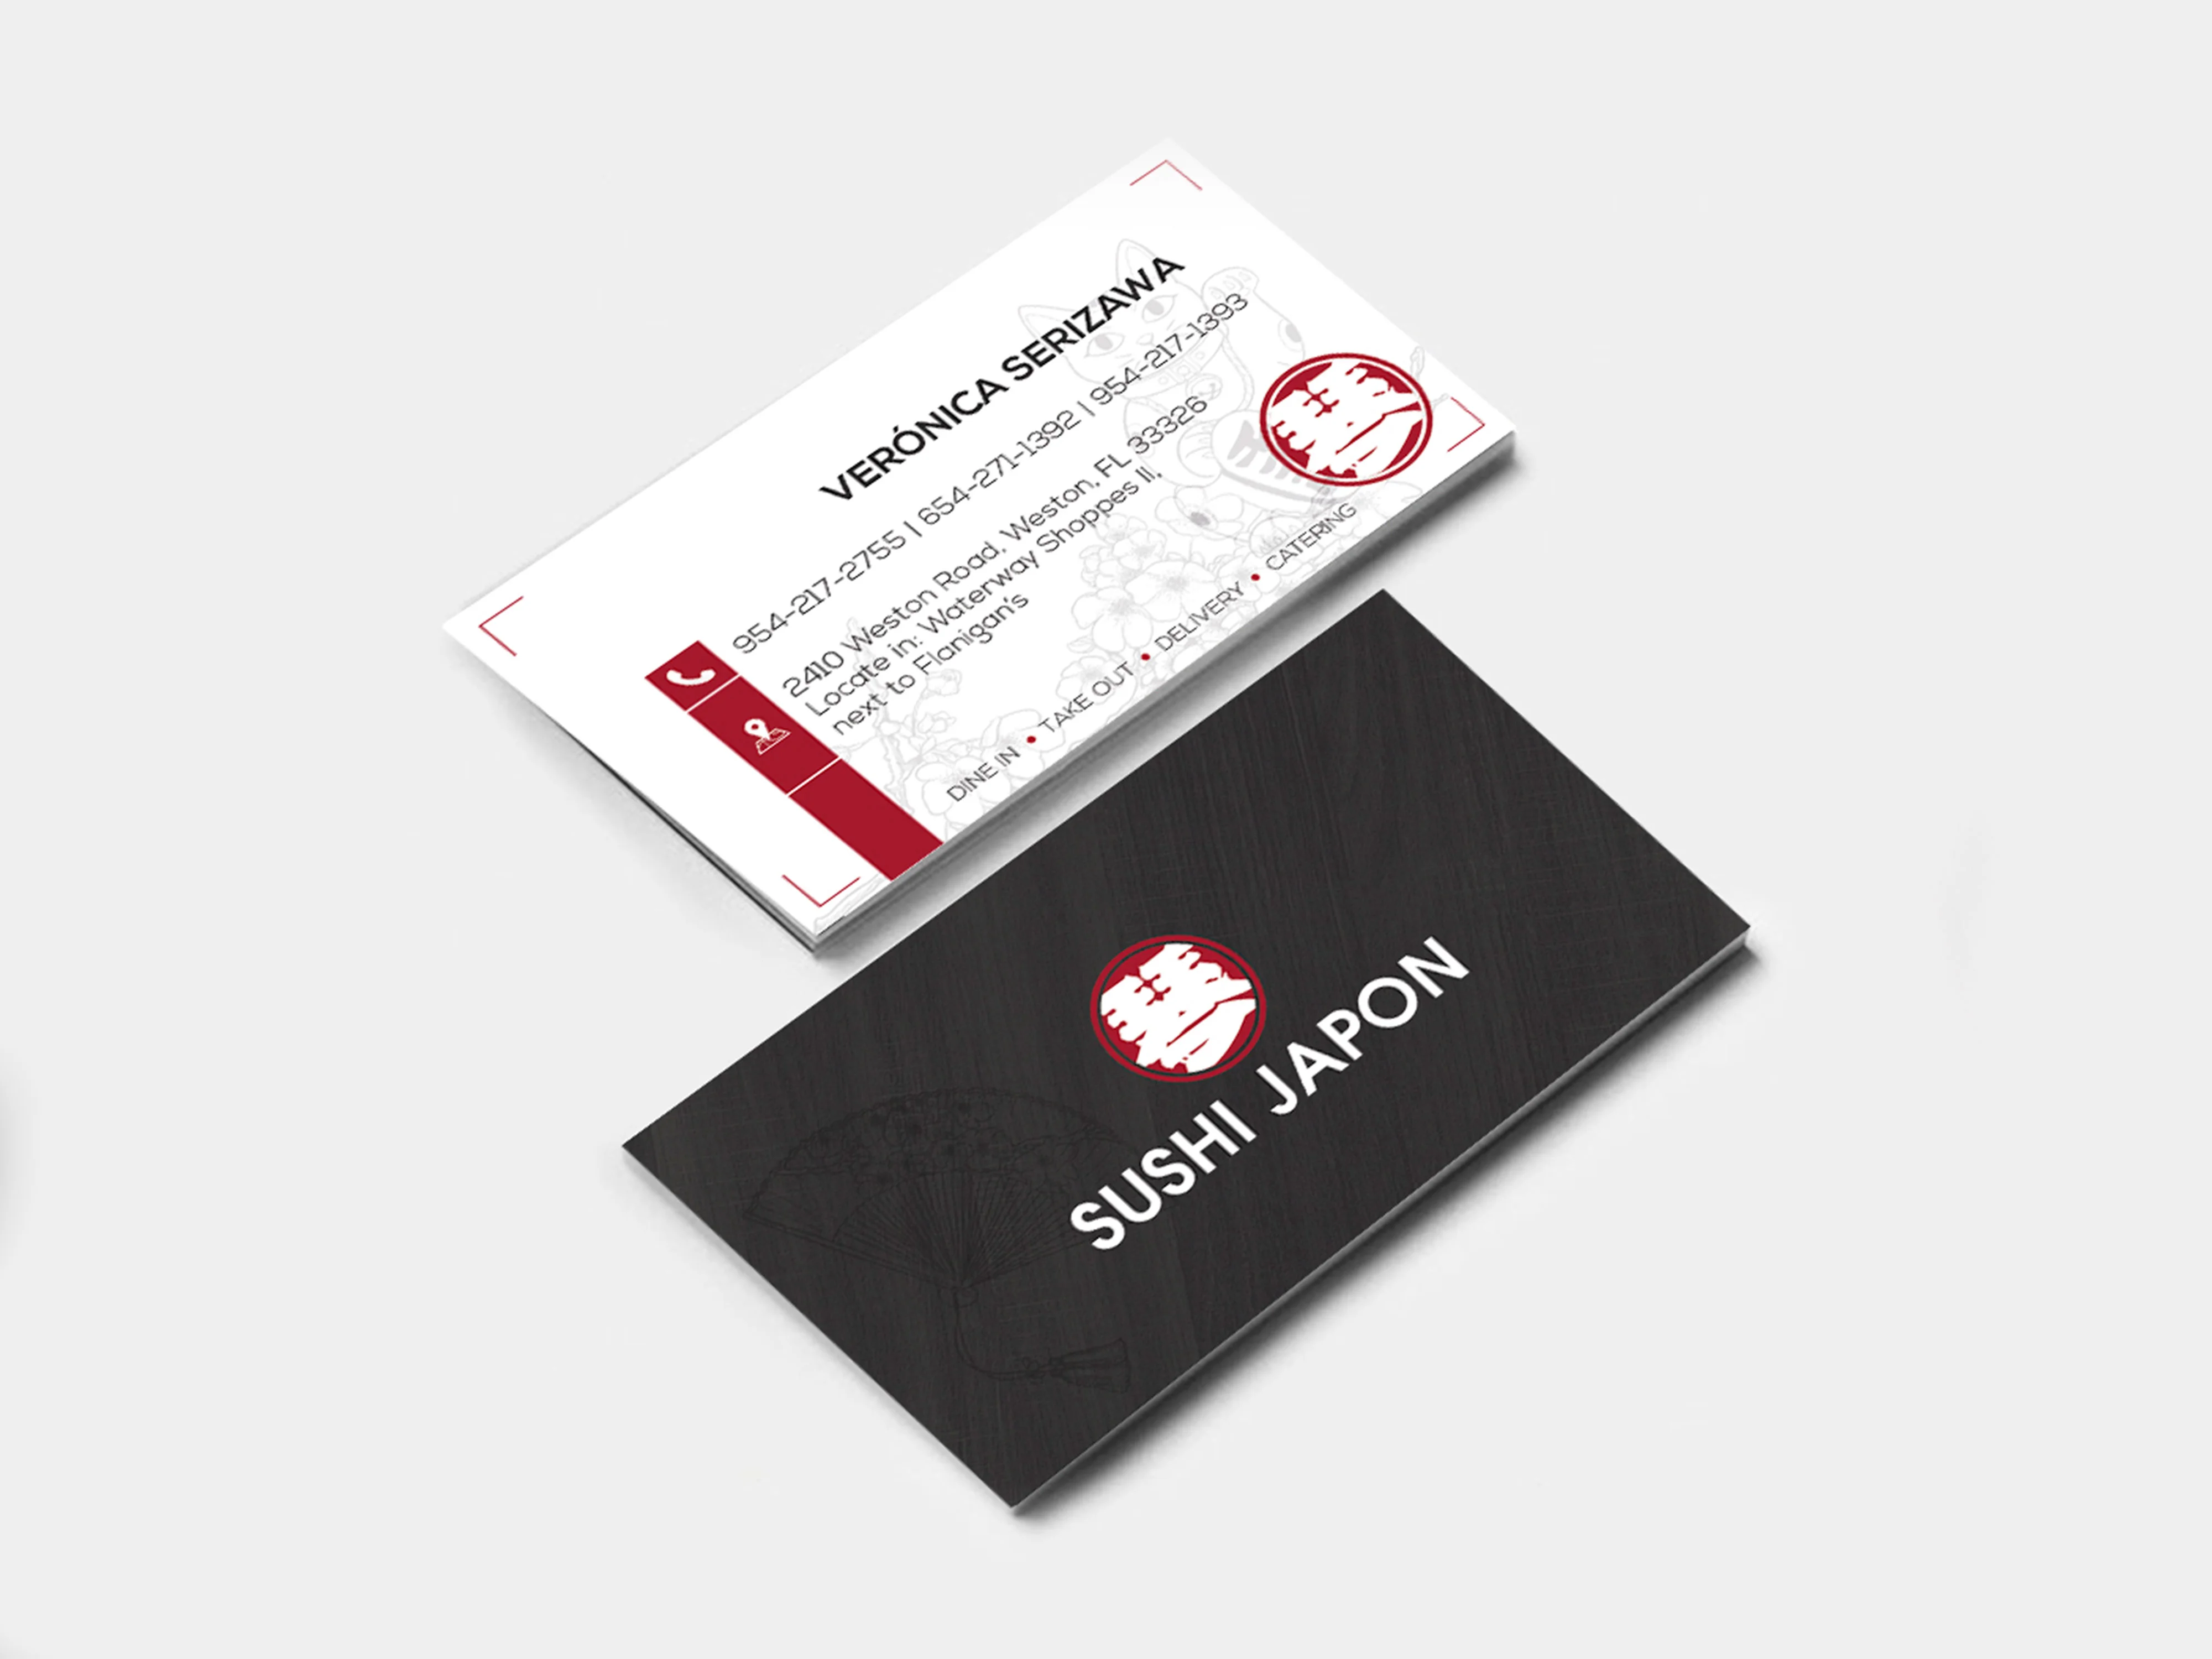 VERÓNICA SERIZAWA
954-217-2755 | 654-271-1392 | 954-217-1393
2410 Weston Road, Weston, FL 33326
Locate in: Waterway Shoppes II,
next to Flanigan's
DINE IN • TAKE OUT • DELIVERY • CATERING
SUSHI JAPON